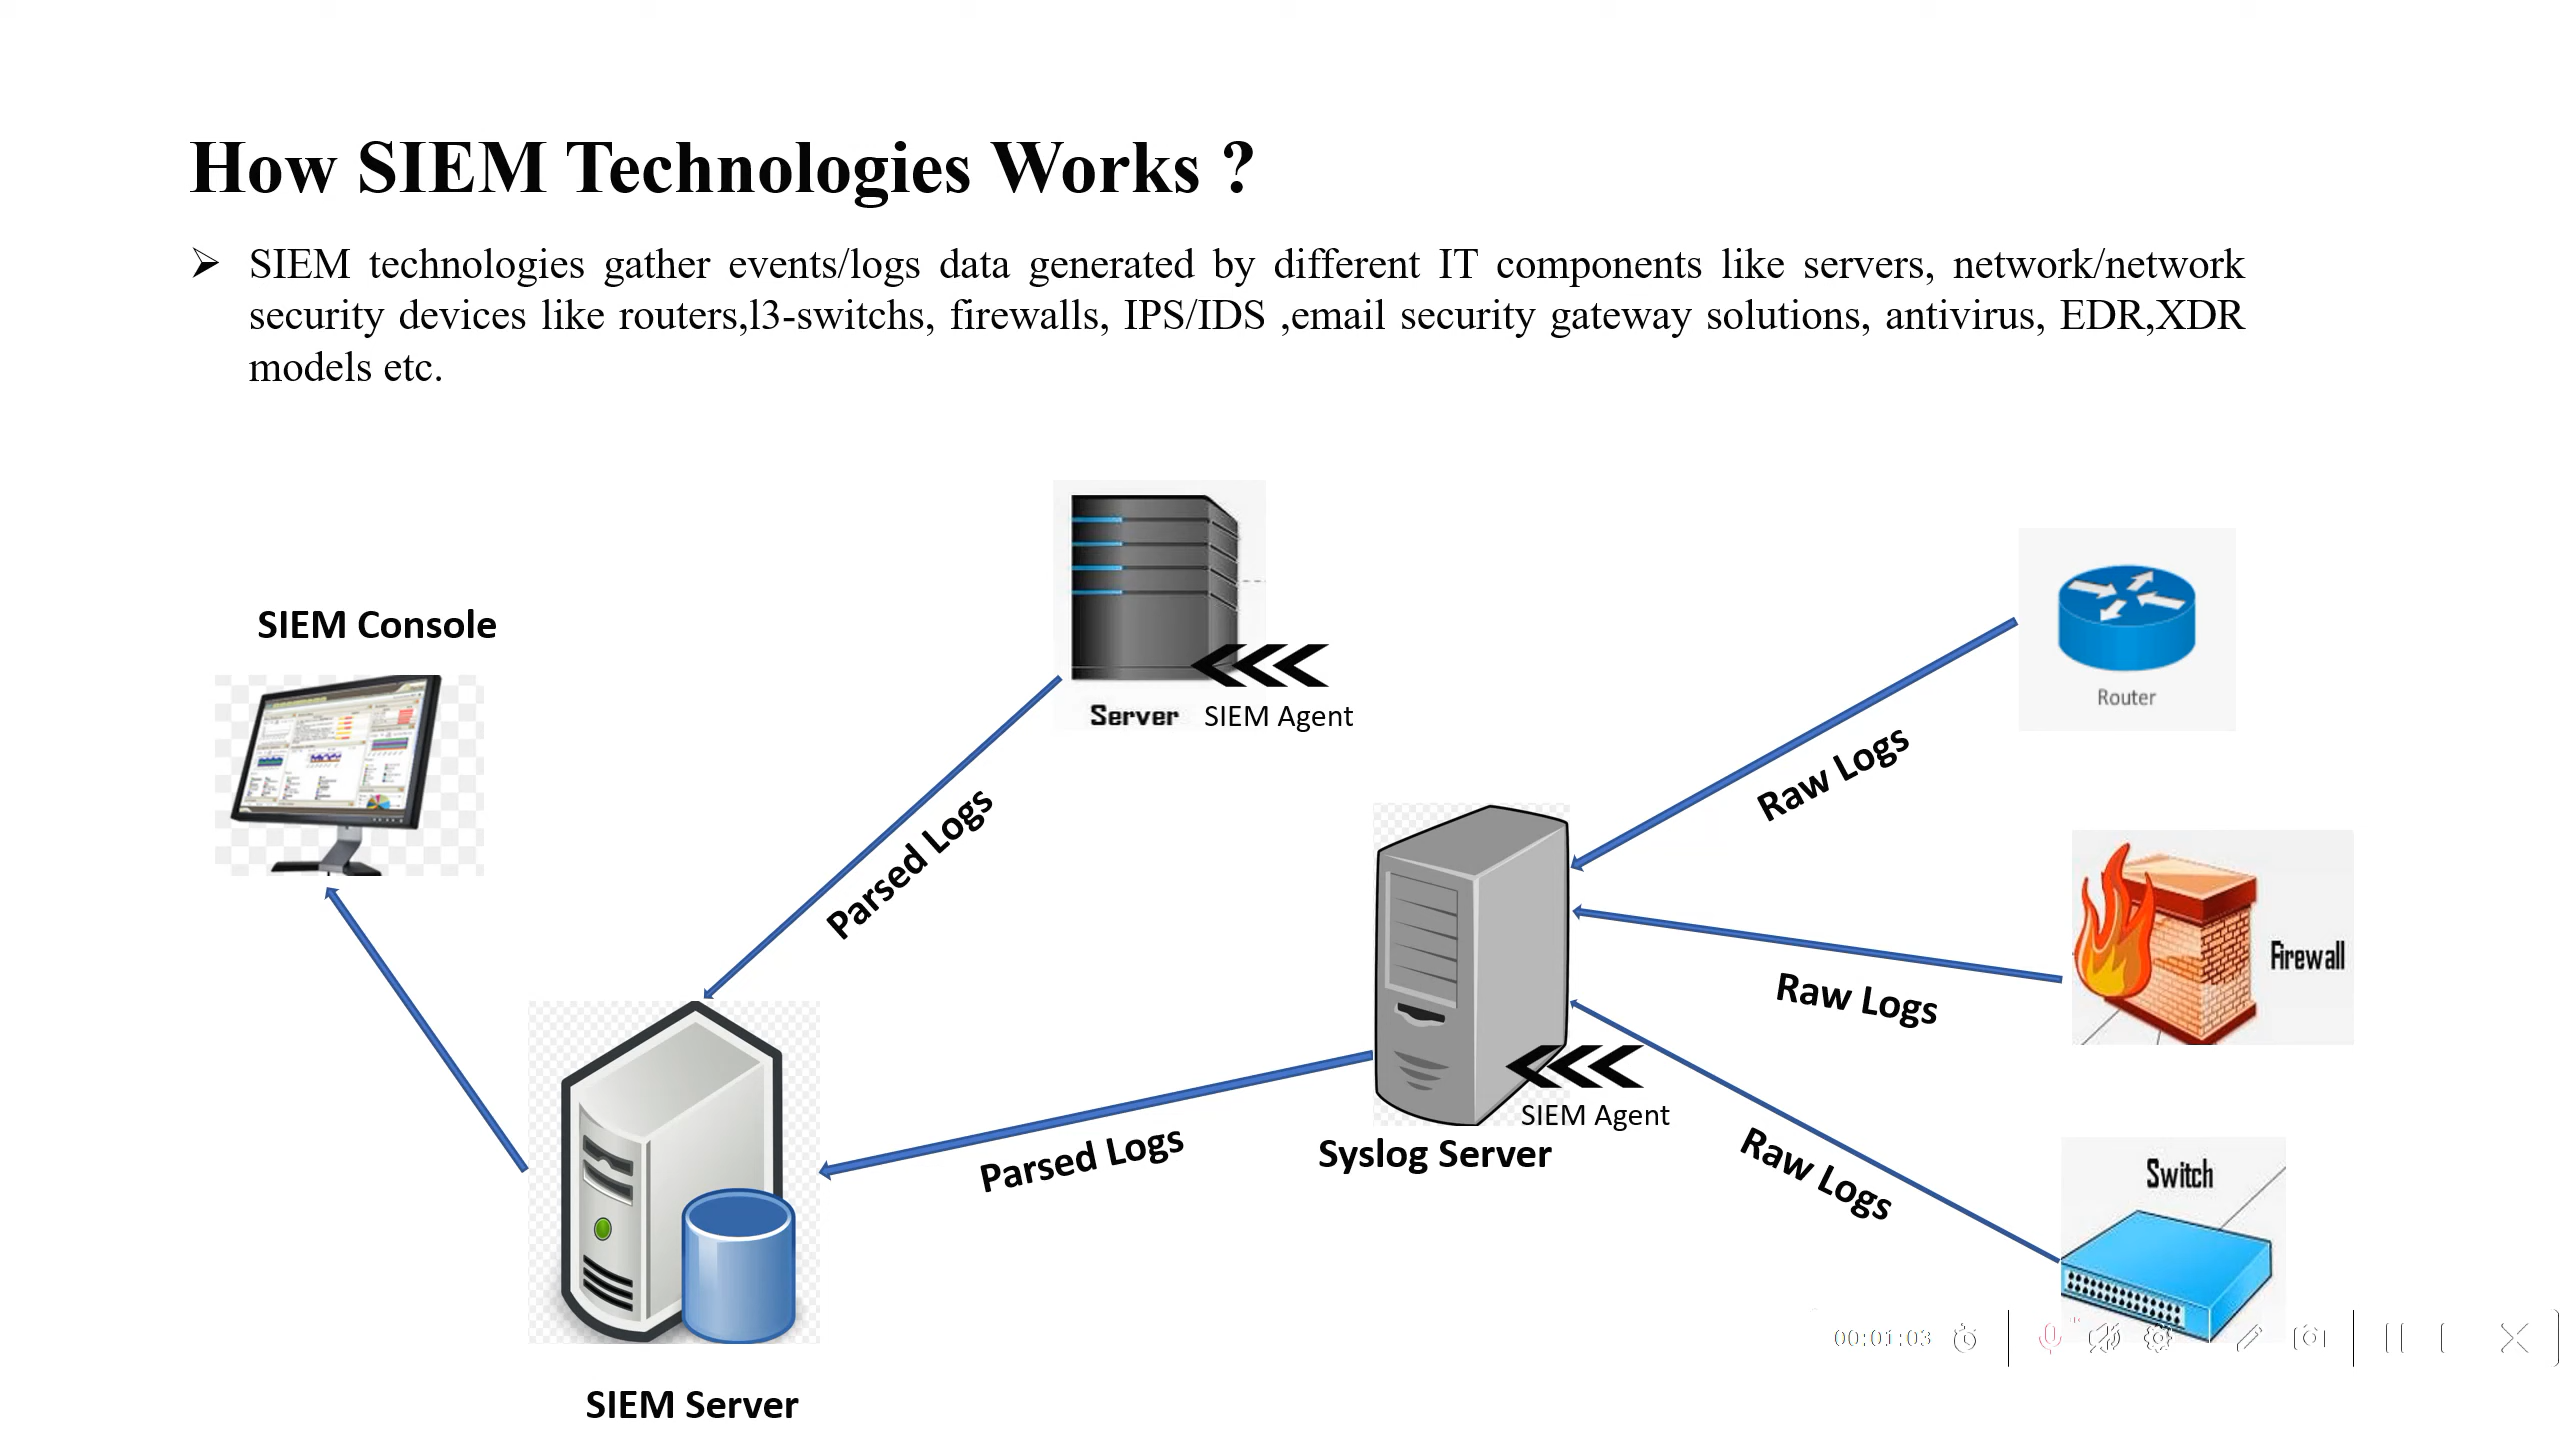 How SIEM Technologies Works ?
➢ SIEM technologies gather events/logs data generated by different IT components like servers, network/network
security devices like routers,l3-switchs, firewalls, IPS/IDS ,email security gateway solutions, antivirus, EDR,XDR
models etc.
SIEM Console
Server
SIEM Agent
Router
Raw Logs
Parsed Logs
Firewall
Raw Logs
SIEM Agent
Syslog Server
Parsed Logs
Raw Logs
Switch
00:01:03
SIEM Server